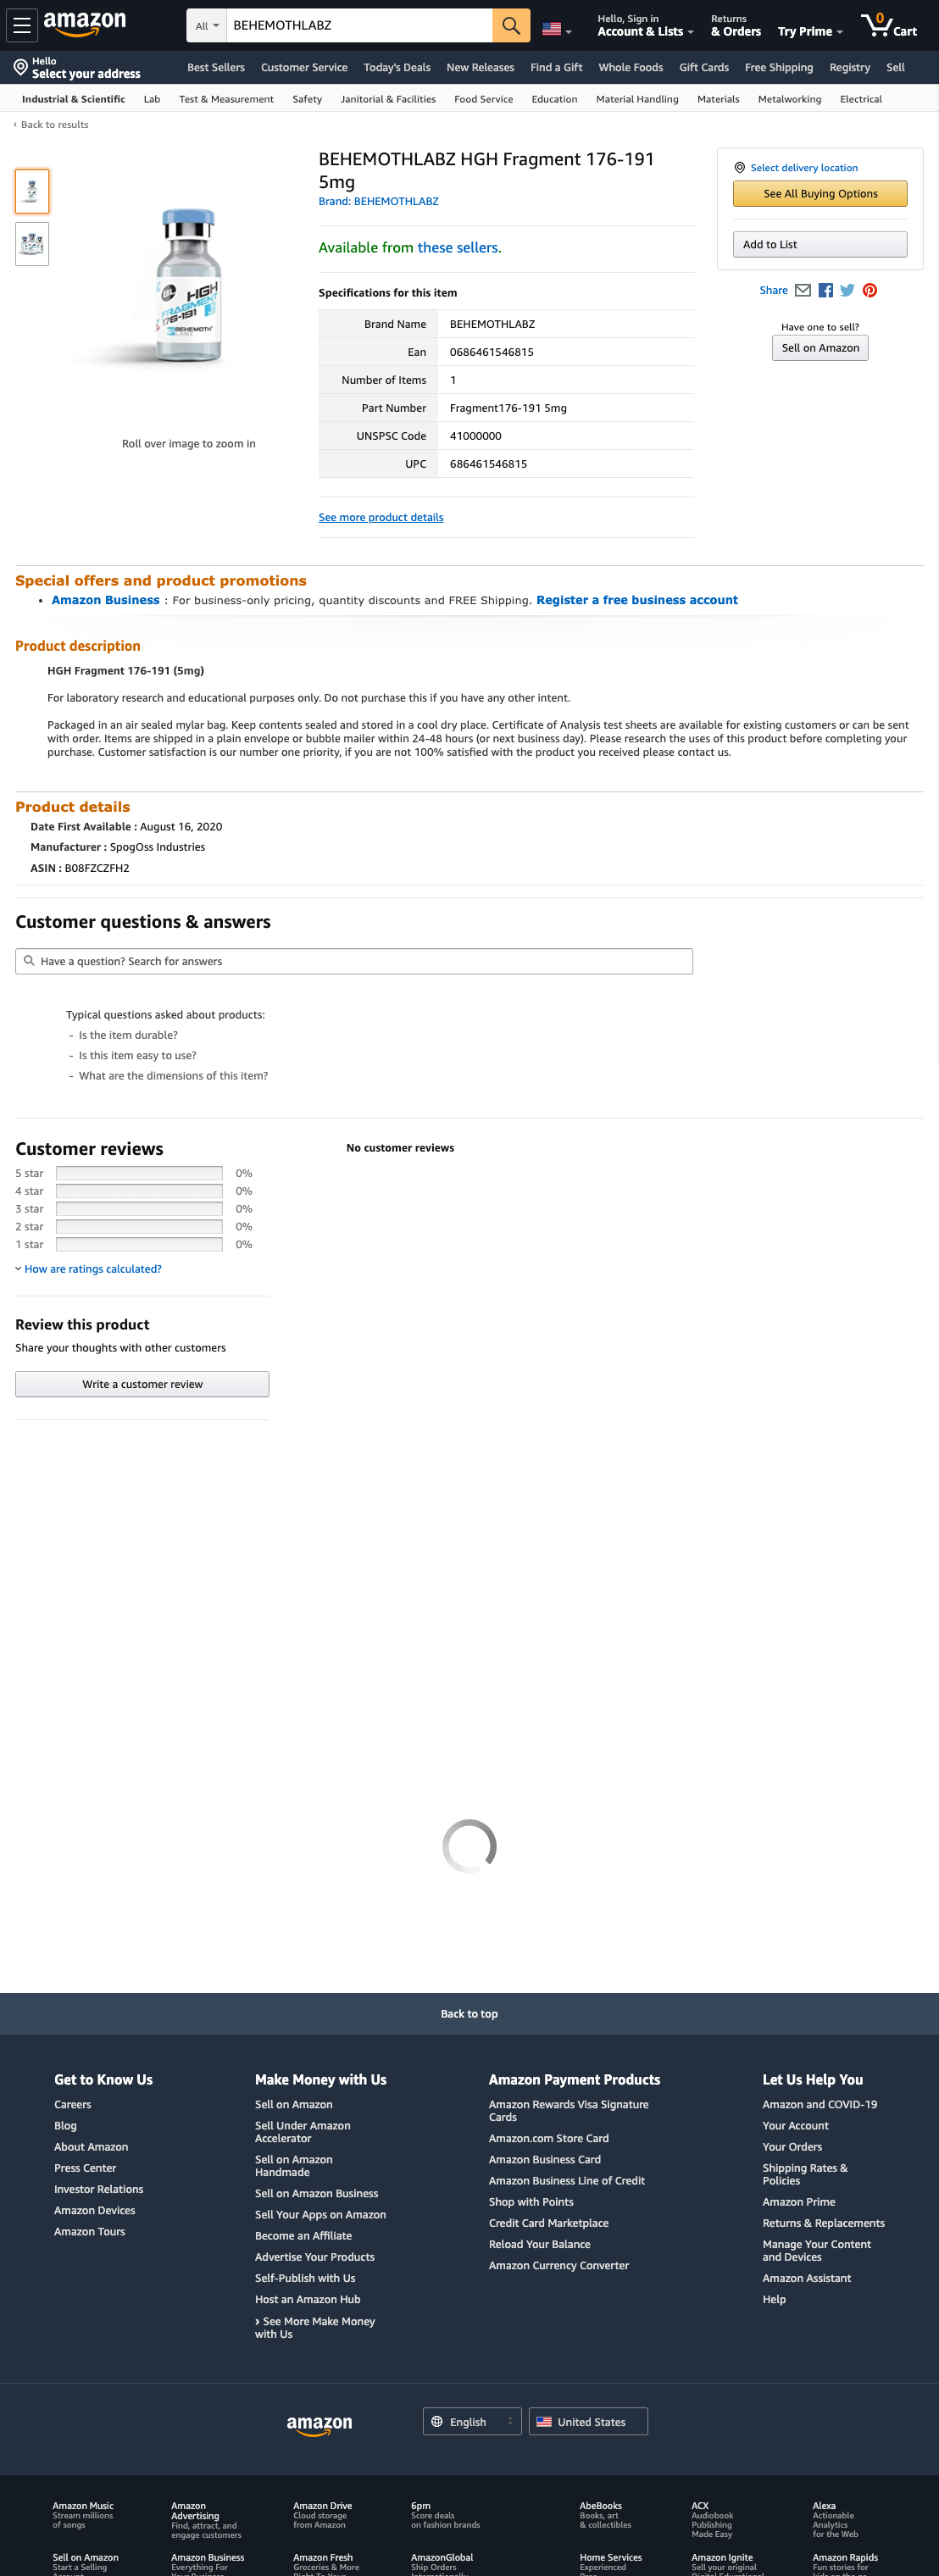 amazon
All
BEHEMOTHLABZ
Hello, Sign in
Account & Lists
Returns
& Orders
Try Prime
0
Cart
Hello
Select your address
Best Sellers Customer Service Today's Deals New Releases Find a Gift Whole Foods Gift Cards Free Shipping Registry Sell
Industrial & Scientific Lab Test & Measurement Safety Janitorial & Facilities Food Service Education Material Handling Materials Metalworking Electrical
‹ Back to results
BEHEMOTHLABZ HGH Fragment 176-191
5mg
Brand: BEHEMOTHLABZ
Available from these sellers.
Specifications for this item
Brand Name BEHEMOTHLABZ
Ean 0686461546815
Number of Items 1
Part Number Fragment176-191 5mg
UNSPSC Code 41000000
UPC 686461546815
See more product details
HGH
FRAGMENT
176-191
BEHEMOTH
LABZ
Roll over image to zoom in
Select delivery location
See All Buying Options
Add to List
Share
Have one to sell?
Sell on Amazon
Special offers and product promotions
• Amazon Business : For business-only pricing, quantity discounts and FREE Shipping. Register a free business account
Product description
HGH Fragment 176-191 (5mg)
For laboratory research and educational purposes only. Do not purchase this if you have any other intent.
Packaged in an air sealed mylar bag. Keep contents sealed and stored in a cool dry place. Certificate of Analysis test sheets are available for existing customers or can be sent
with order. Items are shipped in a plain envelope or bubble mailer within 24-48 hours (or next business day). Please research the uses of this product before completing your
purchase. Customer satisfaction is our number one priority, if you are not 100% satisfied with the product you received please contact us.
Product details
Date First Available : August 16, 2020
Manufacturer : SpogOss Industries
ASIN : B08FZCZFH2
Customer questions & answers
Have a question? Search for answers
Typical questions asked about products:
- Is the item durable?
- Is this item easy to use?
- What are the dimensions of this item?
Customer reviews
5 star 0%
4 star 0%
3 star 0%
2 star 0%
1 star 0%
How are ratings calculated?
No customer reviews
Review this product
Share your thoughts with other customers
Write a customer review
Back to top
Get to Know Us
Careers
Blog
About Amazon
Press Center
Investor Relations
Amazon Devices
Amazon Tours
Make Money with Us
Sell on Amazon
Sell Under Amazon
Accelerator
Sell on Amazon
Handmade
Sell on Amazon Business
Sell Your Apps on Amazon
Become an Affiliate
Advertise Your Products
Self-Publish with Us
Host an Amazon Hub
› See More Make Money
with Us
Amazon Payment Products
Amazon Rewards Visa Signature
Cards
Amazon.com Store Card
Amazon Business Card
Amazon Business Line of Credit
Shop with Points
Credit Card Marketplace
Reload Your Balance
Amazon Currency Converter
Let Us Help You
Amazon and COVID-19
Your Account
Your Orders
Shipping Rates &
Policies
Amazon Prime
Returns & Replacements
Manage Your Content
and Devices
Amazon Assistant
Help
amazon
English
United States
Amazon Music
Stream millions
of songs
Amazon
Advertising
Find, attract, and
engage customers
Amazon Drive
Cloud storage
from Amazon
6pm
Score deals
on fashion brands
AbeBooks
Books, art
& collectibles
ACX
Audiobook
Publishing
Made Easy
Alexa
Actionable
Analytics
for the Web
Sell on Amazon
Start a Selling
Amazon Business
Everything For
Amazon Fresh
Groceries & More
AmazonGlobal
Ship Orders
Home Services
Experienced
Amazon Ignite
Sell your original
Amazon Rapids
Fun stories for